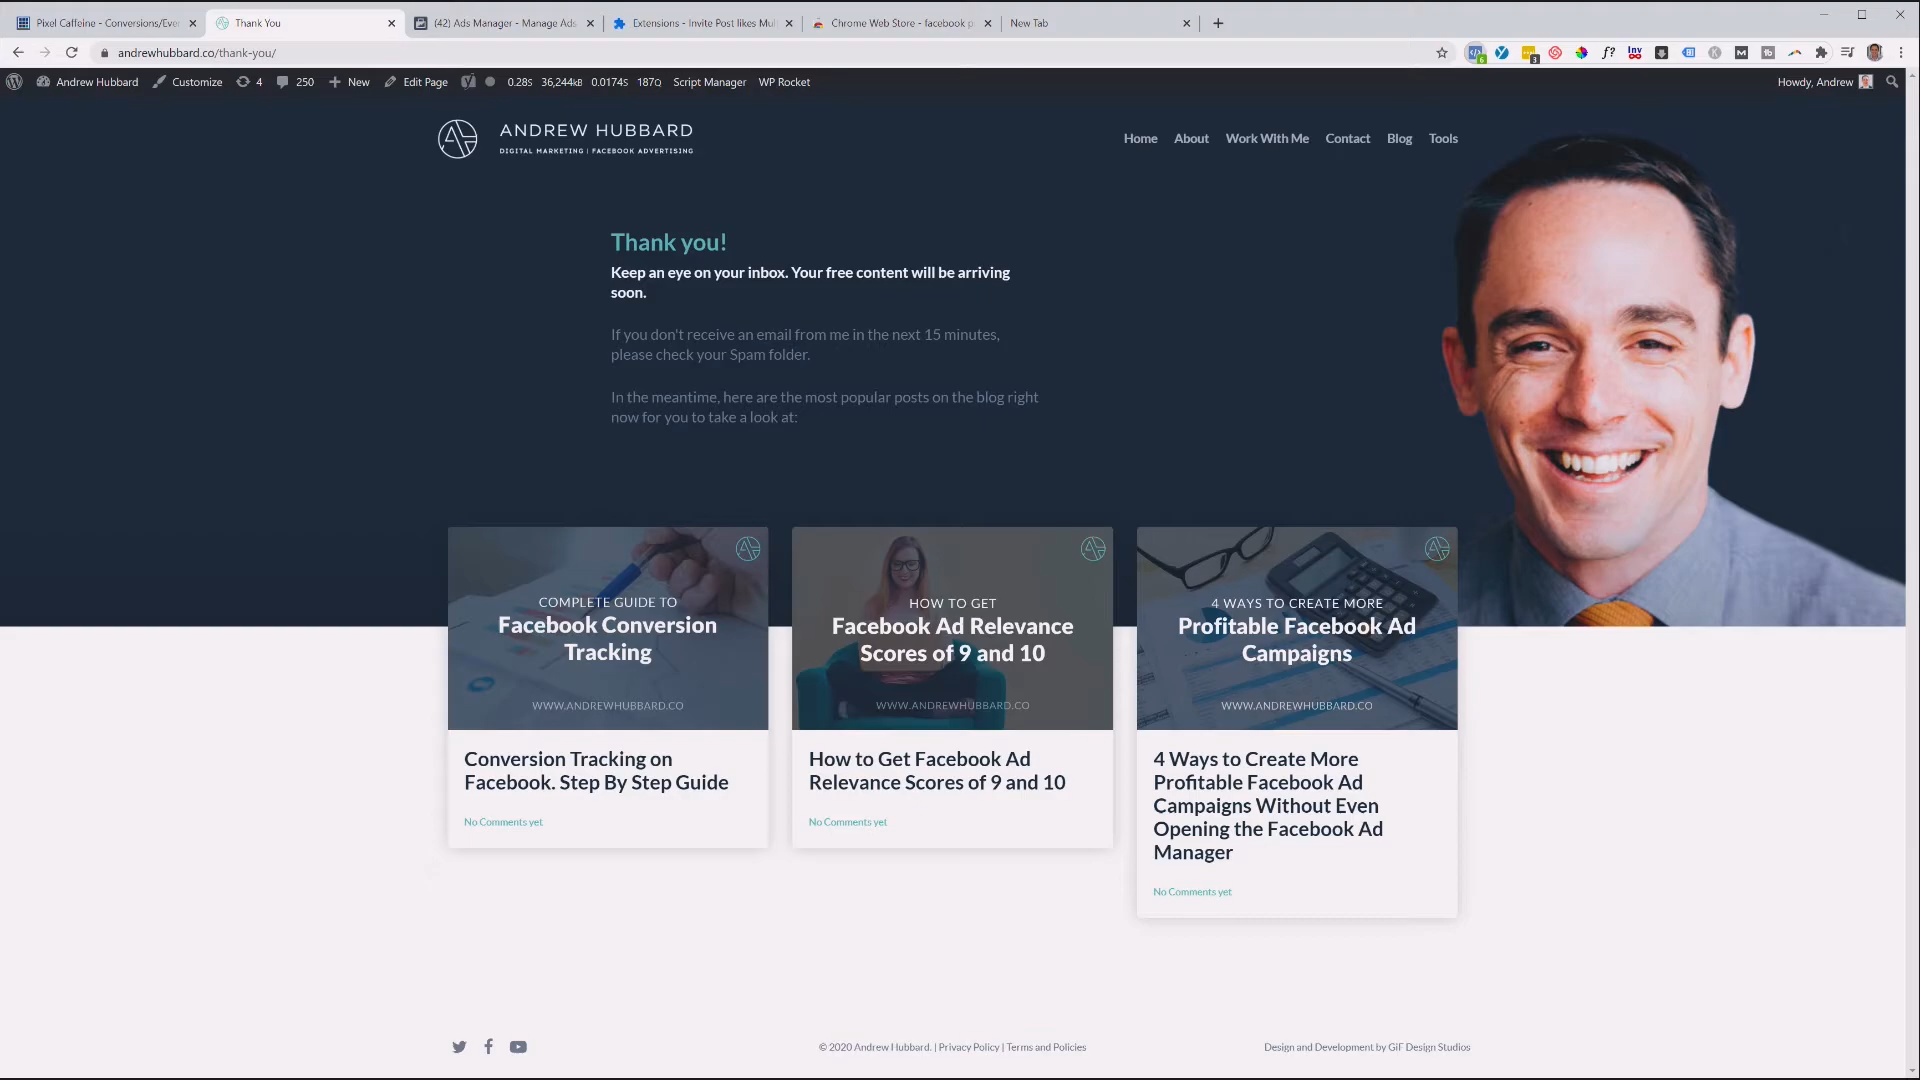 Pixel Caffeine - Conversions/Ever
Thank You
(42) Ads Manager - Manage Ads
Extensions - Invite Post likes Mul
Chrome Web Store - facebook p
New Tab
andrewhubbard.co/thank-you/
Andrew Hubbard
Customize
4
250
New
Edit Page
0.28s 36,244kB 0.0174s 187Q
Script Manager
WP Rocket
Howdy, Andrew
ANDREW HUBBARD
DIGITAL MARKETING | FACEBOOK ADVERTISING
Home About Work With Me Contact Blog Tools
Thank you!
Keep an eye on your inbox. Your free content will be arriving
soon.
If you don't receive an email from me in the next 15 minutes,
please check your Spam folder.
In the meantime, here are the most popular posts on the blog right
now for you to take a look at:
COMPLETE GUIDE TO
Facebook Conversion
Tracking
WWW.ANDREWHUBBARD.CO
Conversion Tracking on
Facebook. Step By Step Guide
No Comments yet
HOW TO GET
Facebook Ad Relevance
Scores of 9 and 10
WWW.ANDREWHUBBARD.CO
How to Get Facebook Ad
Relevance Scores of 9 and 10
No Comments yet
4 WAYS TO CREATE MORE
Profitable Facebook Ad
Campaigns
WWW.ANDREWHUBBARD.CO
4 Ways to Create More
Profitable Facebook Ad
Campaigns Without Even
Opening the Facebook Ad
Manager
No Comments yet
© 2020 Andrew Hubbard. | Privacy Policy | Terms and Policies
Design and Development by GiF Design Studios